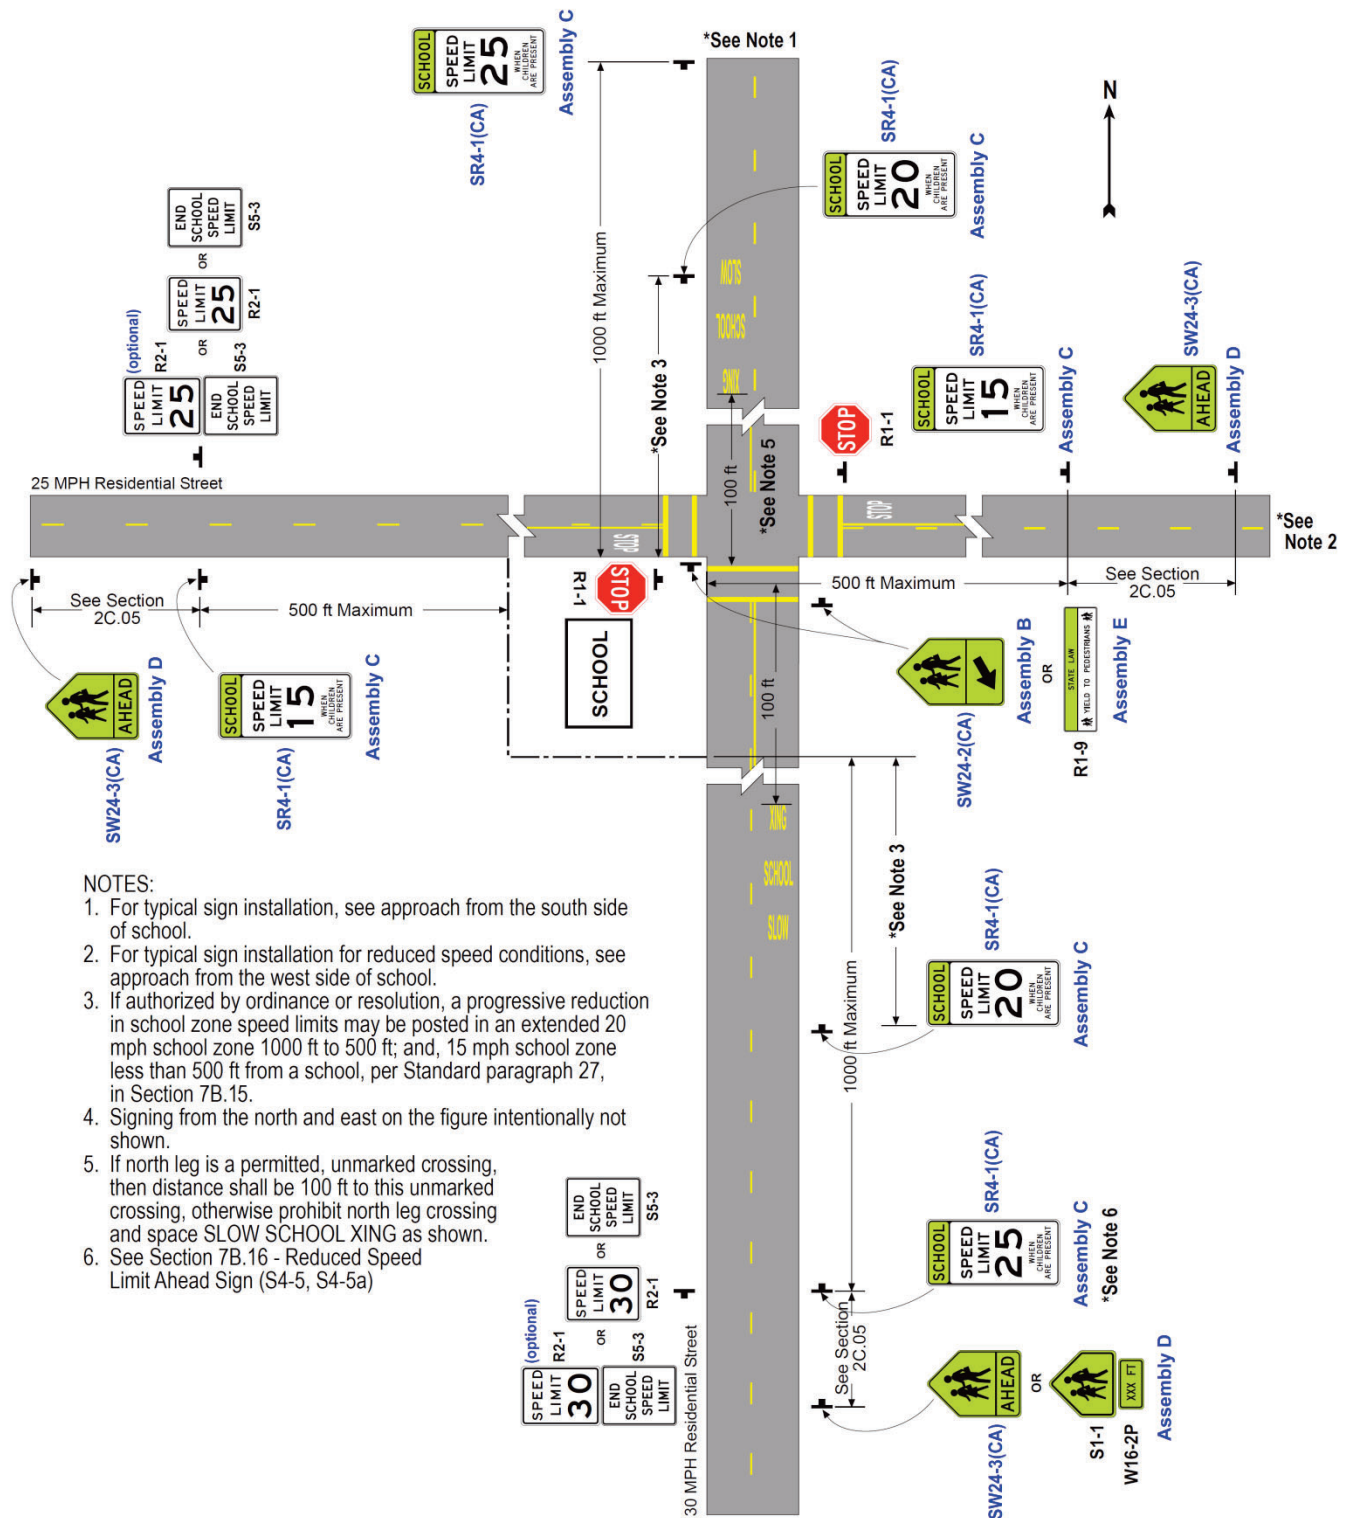 *See Note 1
SCHOOL
SPEED
LIMIT
25
WHEN
CHILDREN
ARE PRESENT
SR4-1(CA)
Assembly C
1000 ft Maximum
N
SCHOOL
SPEED
LIMIT
20
WHEN
CHILDREN
ARE PRESENT
SR4-1(CA)
Assembly C
END
SCHOOL
SPEED
LIMIT
S5-3
OR
SPEED
LIMIT
25
R2-1
OR
(optional)
SPEED
LIMIT
25
R2-1
END
SCHOOL
SPEED
LIMIT
S5-3
SLOW
SCHOOL
XING
*See Note 3
100 ft
*See Note 5
STOP
R1-1
SCHOOL
SPEED
LIMIT
15
WHEN
CHILDREN
ARE PRESENT
SR4-1(CA)
Assembly C
AHEAD
SW24-3(CA)
Assembly D
25 MPH Residential Street
STOP
STOP
*See
Note 2
See Section
2C.05
500 ft Maximum
STOP
R1-1
SCHOOL
500 ft Maximum
See Section
2C.05
AHEAD
SW24-3(CA)
Assembly D
SCHOOL
SPEED
LIMIT
15
WHEN
CHILDREN
ARE PRESENT
SR4-1(CA)
Assembly C
100 ft
SW24-2(CA)
Assembly B
OR
STATE LAW
YIELD TO PEDESTRIANS
R1-9
Assembly E
XING
SCHOOL
SLOW
*See Note 3
1000 ft Maximum
SCHOOL
SPEED
LIMIT
20
WHEN
CHILDREN
ARE PRESENT
SR4-1(CA)
Assembly C
NOTES:
1. For typical sign installation, see approach from the south side
of school.
2. For typical sign installation for reduced speed conditions, see
approach from the west side of school.
3. If authorized by ordinance or resolution, a progressive reduction
in school zone speed limits may be posted in an extended 20
mph school zone 1000 ft to 500 ft; and, 15 mph school zone
less than 500 ft from a school, per Standard paragraph 27,
in Section 7B.15.
4. Signing from the north and east on the figure intentionally not
shown.
5. If north leg is a permitted, unmarked crossing,
then distance shall be 100 ft to this unmarked
crossing, otherwise prohibit north leg crossing
and space SLOW SCHOOL XING as shown.
6. See Section 7B.16 - Reduced Speed
Limit Ahead Sign (S4-5, S4-5a)
END
SCHOOL
SPEED
LIMIT
S5-3
OR
SPEED
LIMIT
30
R2-1
OR
(optional)
SPEED
LIMIT
30
R2-1
END
SCHOOL
SPEED
LIMIT
S5-3
30 MPH Residential Street
SCHOOL
SPEED
LIMIT
25
WHEN
CHILDREN
ARE PRESENT
SR4-1(CA)
Assembly C
*See Note 6
See Section
2C.05
AHEAD
SW24-3(CA)
OR
XXX FT
S1-1
W16-2P
Assembly D